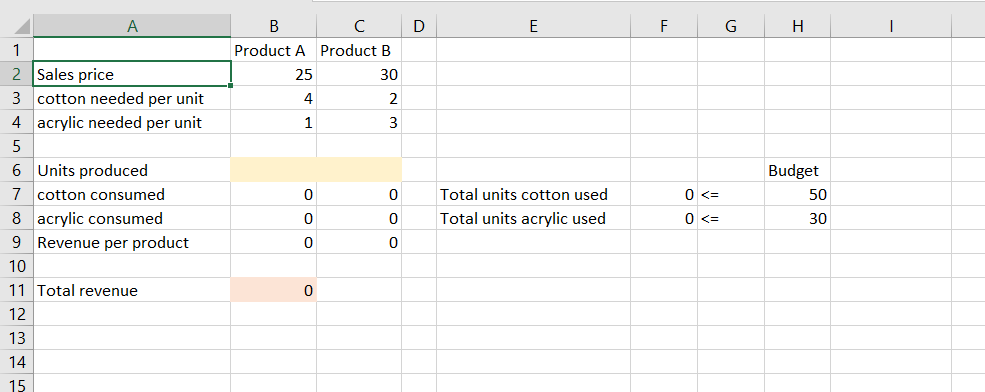 A B C D E F G H I
1 Product A Product B
2 Sales price 25 30
3 cotton needed per unit 4 2
4 acrylic needed per unit 1 3
5
6 Units produced Budget
7 cotton consumed 0 0 Total units cotton used 0 <= 50
8 acrylic consumed 0 0 Total units acrylic used 0 <= 30
9 Revenue per product 0 0
10
11 Total revenue 0
12
13
14
15